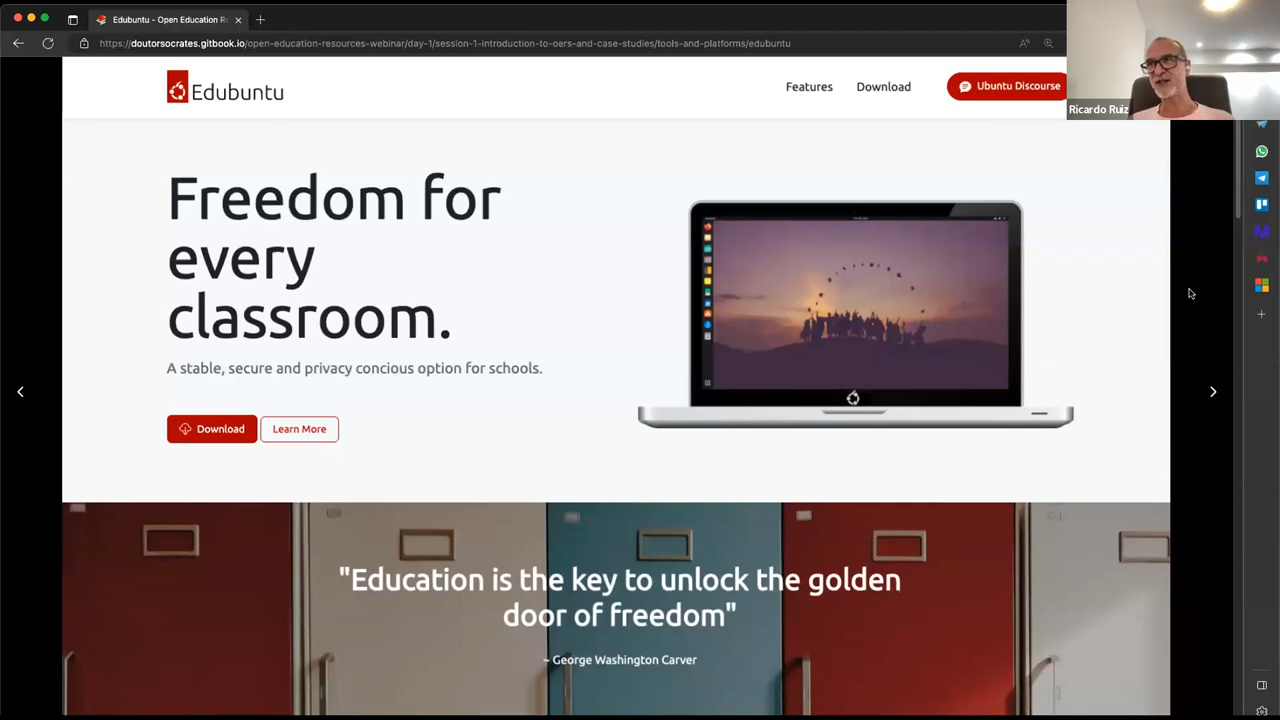 Edubuntu - Open Education Re
https://doutorsocrates.gitbook.io/open-education-resources-webinar/day-1/session-1-introduction-to-oers-and-case-studies/tools-and-platforms/edubuntu
Ricardo Ruiz
Edubuntu
Features
Download
Ubuntu Discourse
Freedom for
every
classroom.
A stable, secure and privacy concious option for schools.
Download
Learn More
"Education is the key to unlock the golden
door of freedom"
~ George Washington Carver